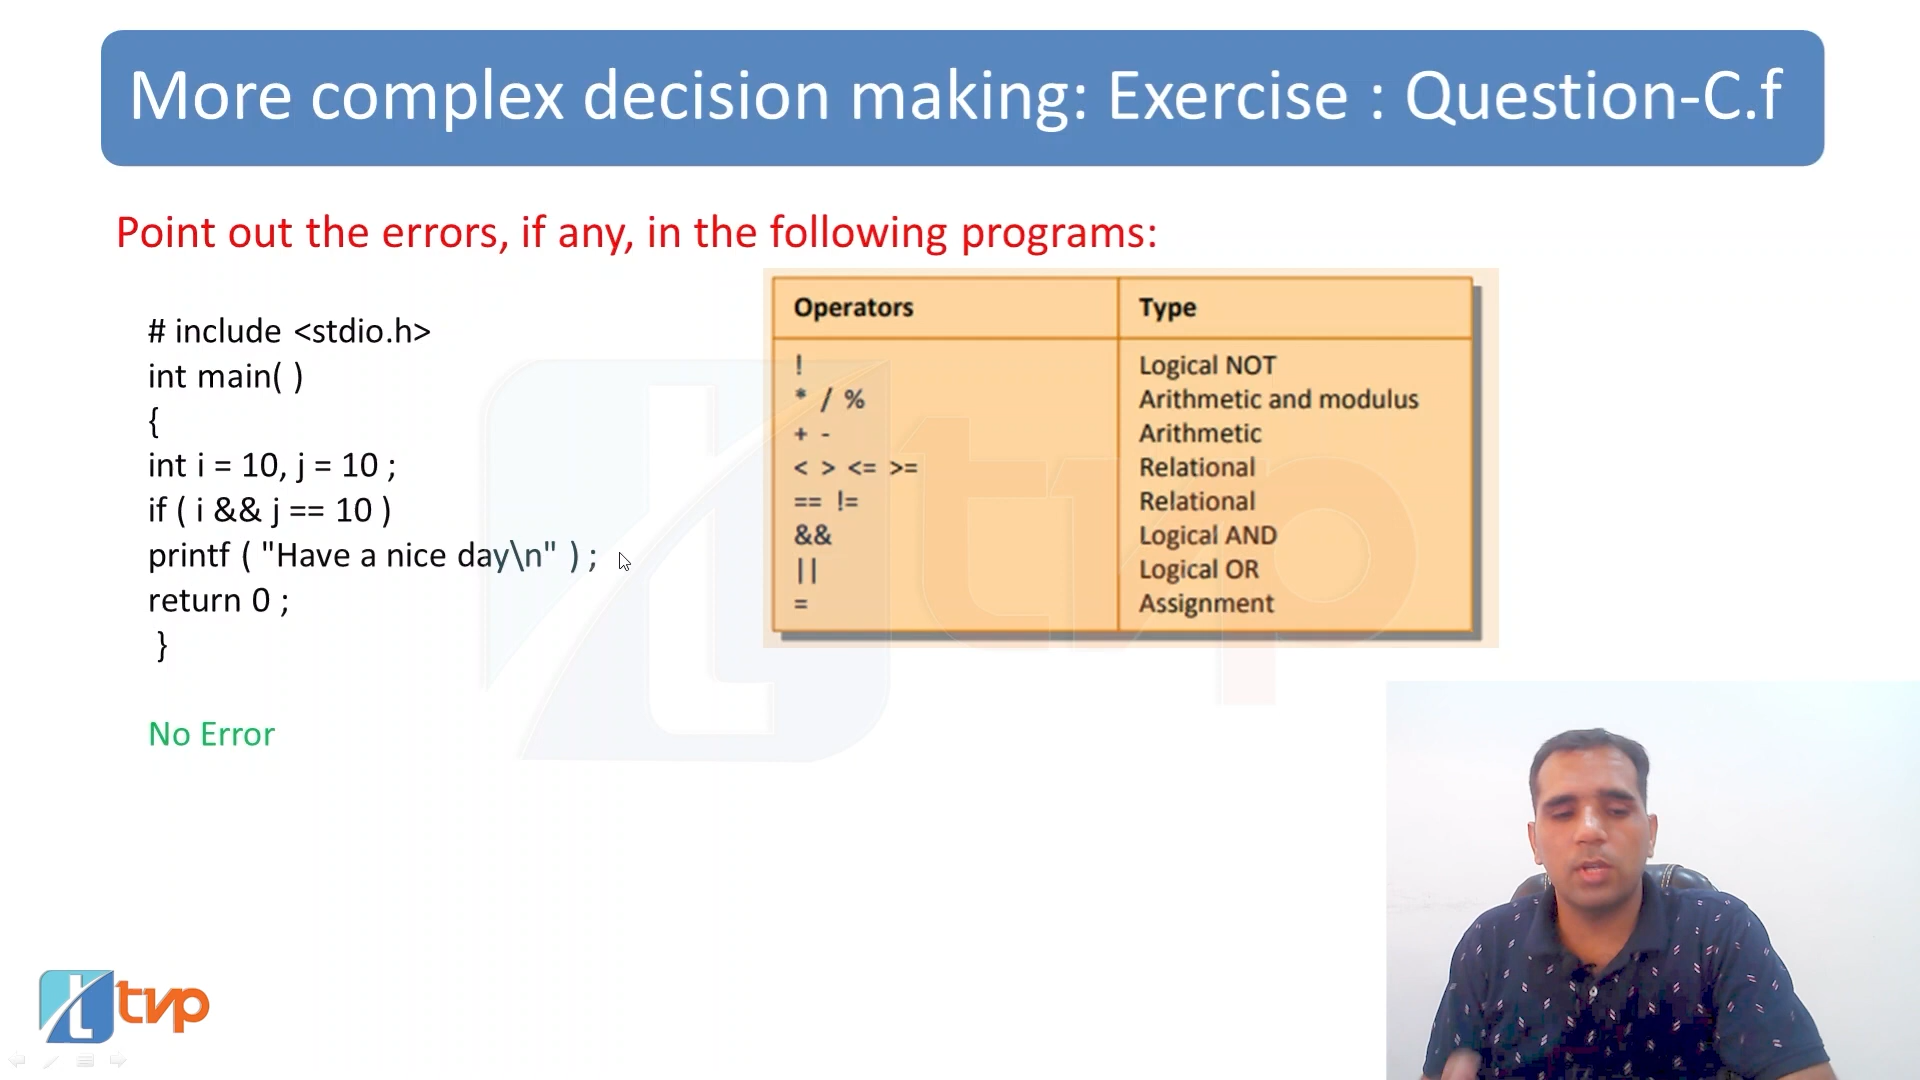 More complex decision making: Exercise : Question-C.f
Point out the errors, if any, in the following programs:
# include <stdio.h>
int main( )
{
int i = 10, j = 10 ;
if ( i && j == 10 )
printf ( "Have a nice day\n" ) ;
return 0 ;
}
No Error
Operators Type
! Logical NOT
* / % Arithmetic and modulus
+ - Arithmetic
< > <= >= Relational
== != Relational
&& Logical AND
|| Logical OR
= Assignment
tvp
tvp